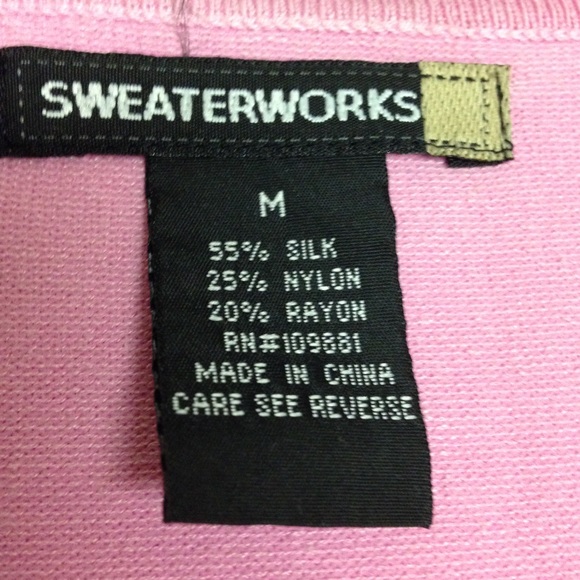 SWEATERWORKS
M
55% SILK
25% NYLON
20% RAYON
RN#109881
MADE IN CHINA
CARE SEE REVERSE